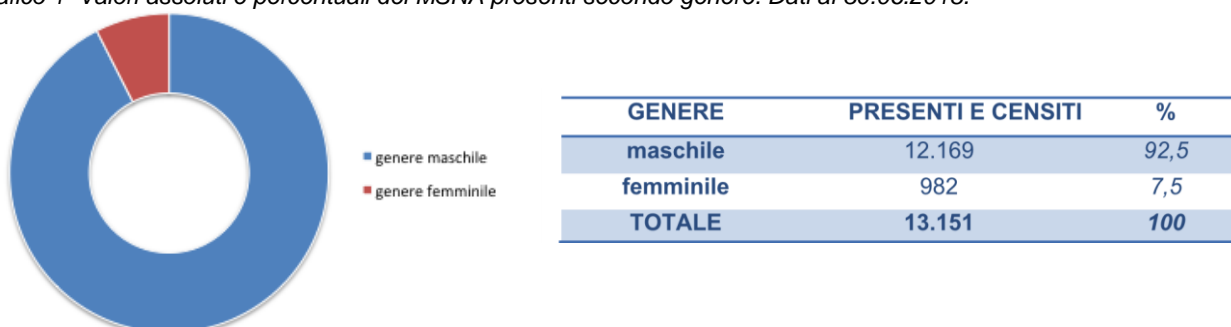 genere maschile
genere femminile
GENERE PRESENTI E CENSITI %
maschile 12.169 92,5
femminile 982 7,5
TOTALE 13.151 100